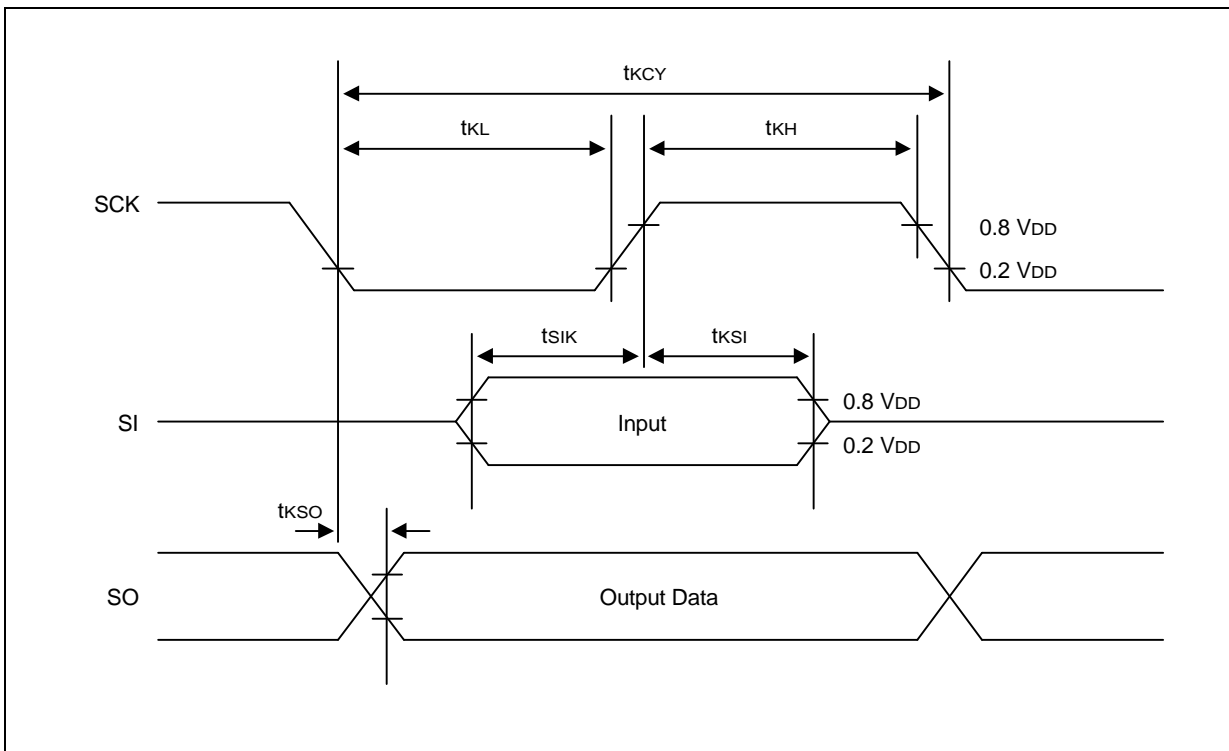 tKCY
tKL
tKH
SCK
0.8 VDD
0.2 VDD
tSIK
tKSI
SI
Input
0.8 VDD
0.2 VDD
tKSO
SO
Output Data